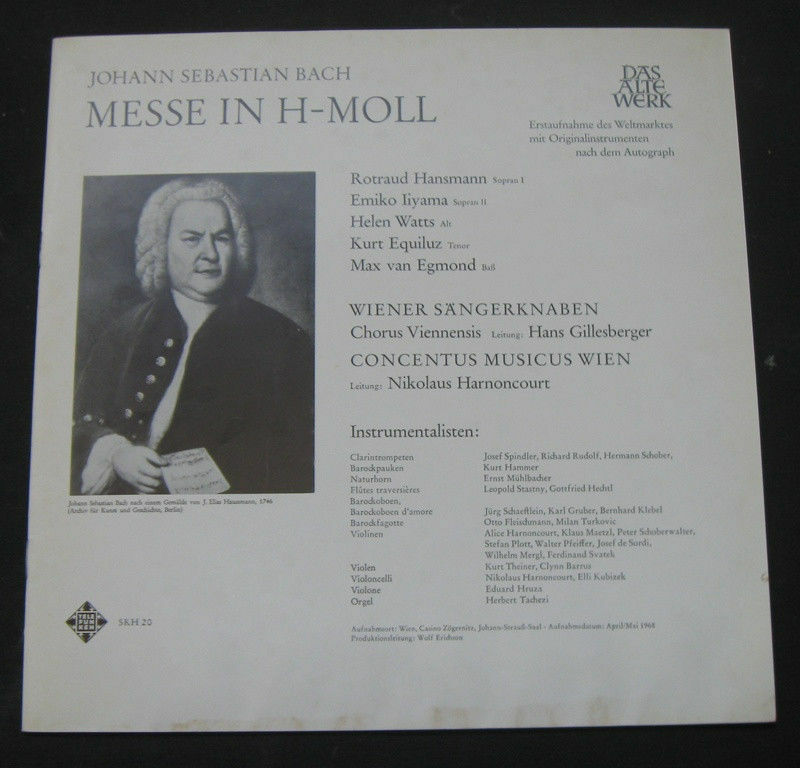 JOHANN SEBASTIAN BACH
MESSE IN H-MOLL
DAS
ALTE
WERK
Erstaufnahme des Weltmarktes
mit Originalinstrumenten
nach dem Autograph
Rotraud Hansmann Sopran I
Emiko Iiyama Sopran II
Helen Watts Alt
Kurt Equiluz Tenor
Max van Egmond Baß
WIENER SÄNGERKNABEN
Chorus Viennensis Leitung: Hans Gillesberger
CONCENTUS MUSICUS WIEN
Leitung: Nikolaus Harnoncourt
Johann Sebastian Bach nach einem Gemälde von J. Elias Haussmann, 1746
(Archiv für Kunst und Geschichte, Berlin)
Instrumentalisten:
Clarintrompeten Josef Spindler, Richard Rudolf, Hermann Schober,
Barockpauken Kurt Hammer
Naturhorn Ernst Mühlbacher
Flûtes traversières Leopold Stastny, Gottfried Hechtl
Barockoboen,
Barockoboen d'amore Jürg Schaeftlein, Karl Gruber, Bernhard Klebel
Barockfagotte Otto Fleischmann, Milan Turkovic
Violinen Alice Harnoncourt, Klaus Maetzl, Peter Schoberwalter,
Stefan Plott, Walter Pfeiffer, Josef de Sordi,
Wilhelm Mergl, Ferdinand Svatek
Violen Kurt Theiner, Clynn Barrus
Violoncelli Nikolaus Harnoncourt, Elli Kubizek
Violone Eduard Hruza
Orgel Herbert Tachezi
TELE
FUN
KEN
SKH 20
Aufnahmeort: Wien, Casino Zögernitz, Johann-Strauß-Saal - Aufnahmedatum: April/Mai 1968
Produktionsleitung: Wolf Erichson